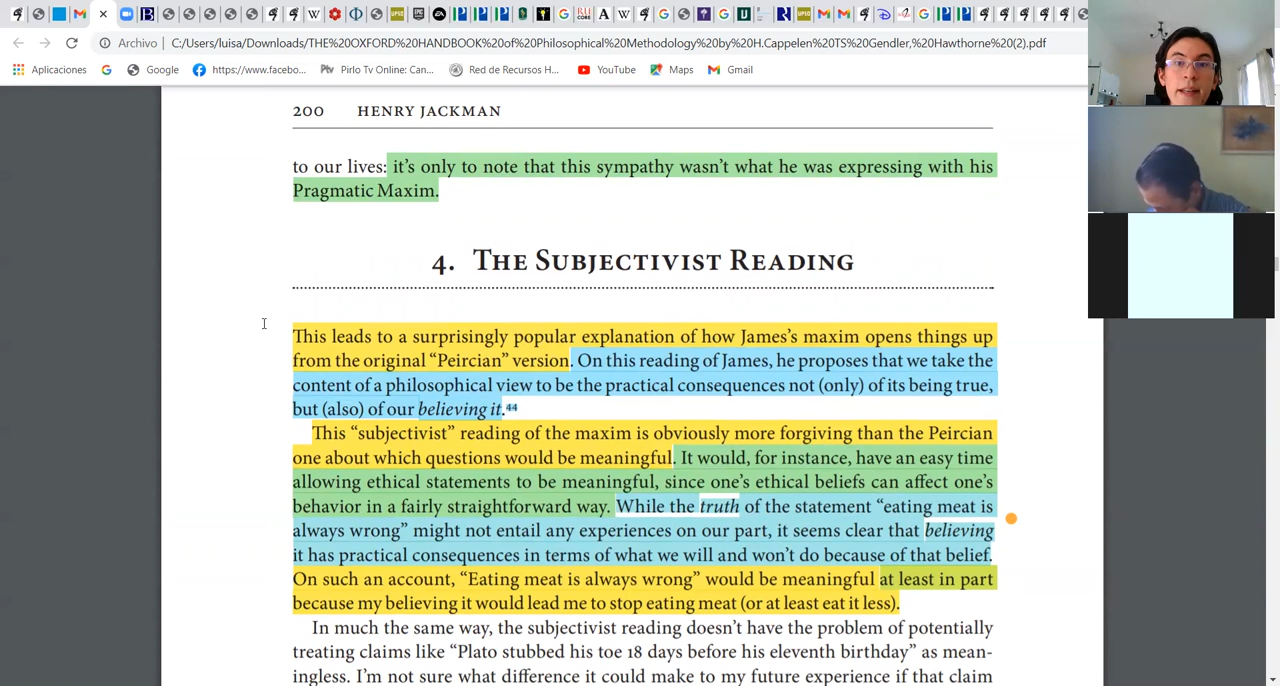 Archivo
C:/Users/luisa/Downloads/THE%20OXFORD%20HANDBOOK%20of%20Philosophical%20Methodology%20by%20H.Cappelen%20TS%20Gendler,%20Hawthorne%20(2).pdf
Aplicaciones
Google
https://www.facebo...
Ptv Pirlo Tv Online: Can...
Red de Recursos H...
YouTube
Maps
Gmail
200 HENRY JACKMAN
to our lives: it’s only to note that this sympathy wasn’t what he was expressing with his
Pragmatic Maxim.
4. The Subjectivist Reading
This leads to a surprisingly popular explanation of how James’s maxim opens things up
from the original “Peircian” version. On this reading of James, he proposes that we take the
content of a philosophical view to be the practical consequences not (only) of its being true,
but (also) of our believing it.44
This “subjectivist” reading of the maxim is obviously more forgiving than the Peircian
one about which questions would be meaningful. It would, for instance, have an easy time
allowing ethical statements to be meaningful, since one’s ethical beliefs can affect one’s
behavior in a fairly straightforward way. While the truth of the statement “eating meat is
always wrong” might not entail any experiences on our part, it seems clear that believing
it has practical consequences in terms of what we will and won’t do because of that belief.
On such an account, “Eating meat is always wrong” would be meaningful at least in part
because my believing it would lead me to stop eating meat (or at least eat it less).
In much the same way, the subjectivist reading doesn’t have the problem of potentially
treating claims like “Plato stubbed his toe 18 days before his eleventh birthday” as mean-
ingless. I’m not sure what difference it could make to my future experience if that claim